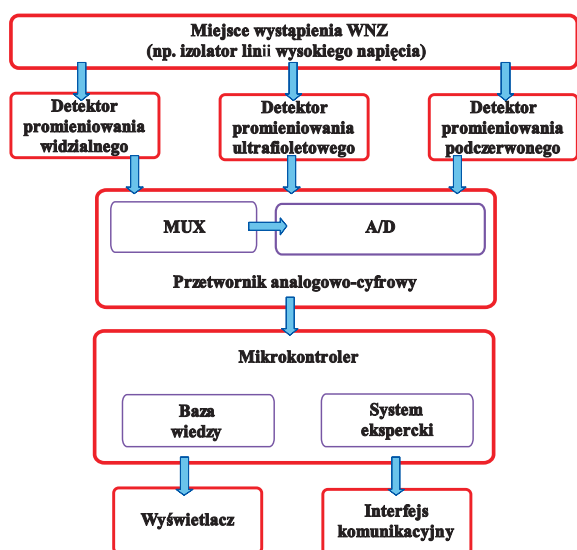 Miejsce wystąpienia WNZ
(np. izolator linii wysokiego napięcia)
Detektor
promieniowania
widzialnego
Detektor
promieniowania
ultrafioletowego
Detektor
promieniowania
podczerwonego
MUX
A/D
Przetwornik analogowo-cyfrowy
Mikrokontroler
Baza
wiedzy
System
ekspercki
Wyświetlacz
Interfejs
komunikacyjny